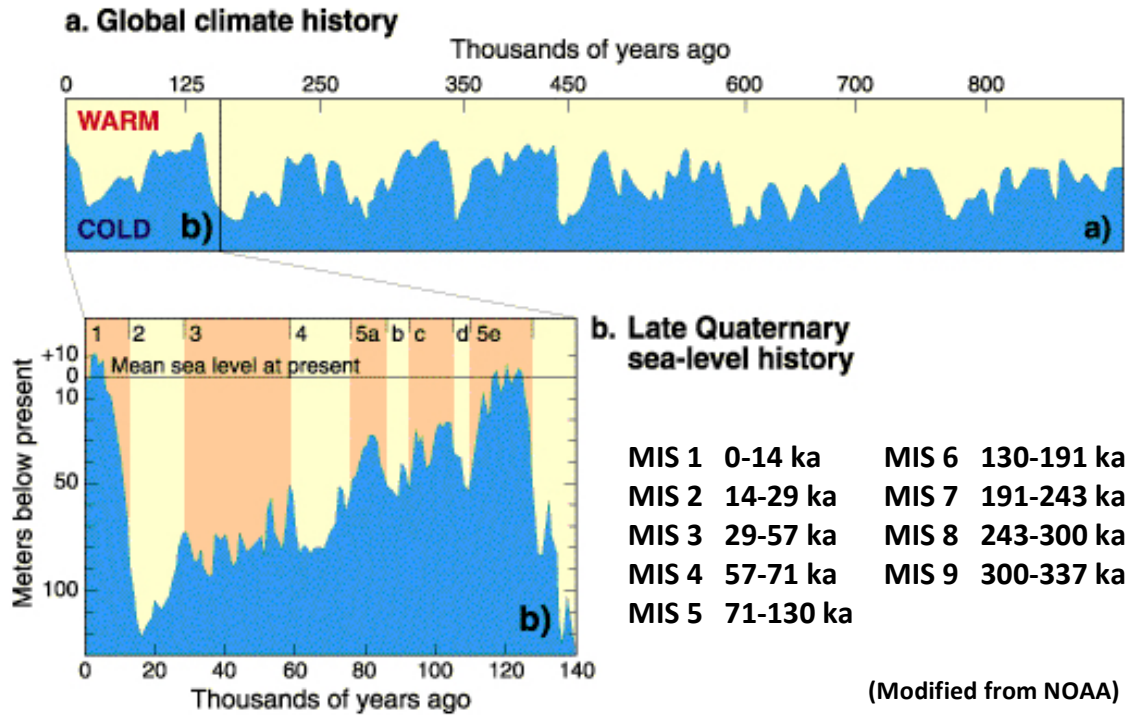 a. Global climate history
Thousands of years ago
0 125 250 350 450 600 700 800
WARM
COLD
b)
a)
1 2 3 4 5a b c d 5e
Mean sea level at present
+10
0
10
50
100
Meters below present
b)
0 20 40 60 80 100 120 140
Thousands of years ago
b. Late Quaternary
sea-level history
MIS 1 0-14 ka
MIS 2 14-29 ka
MIS 3 29-57 ka
MIS 4 57-71 ka
MIS 5 71-130 ka
MIS 6 130-191 ka
MIS 7 191-243 ka
MIS 8 243-300 ka
MIS 9 300-337 ka
(Modified from NOAA)